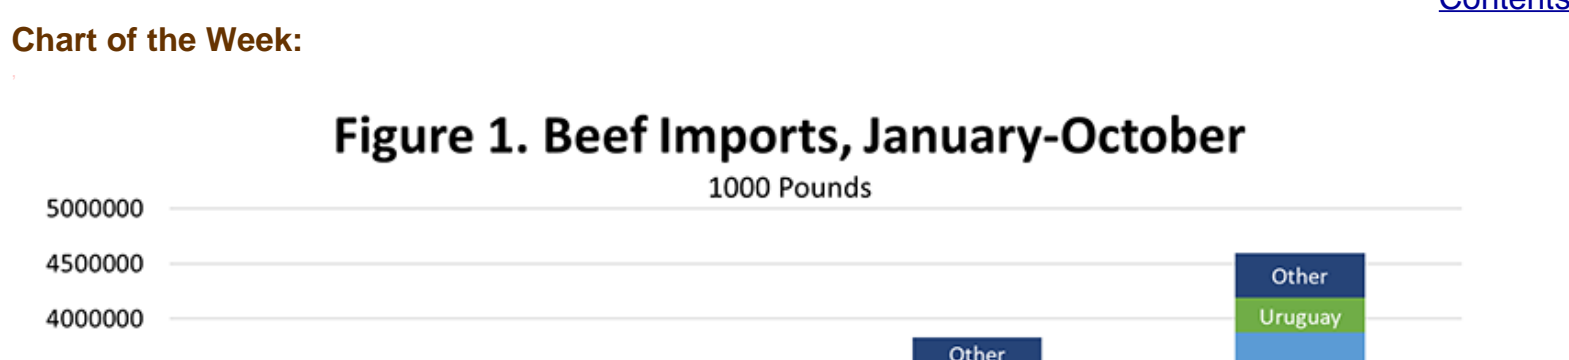 Contents
Chart of the Week:
Figure 1. Beef Imports, January-October
1000 Pounds
5000000
4500000
Other
4000000
Uruguay
Other